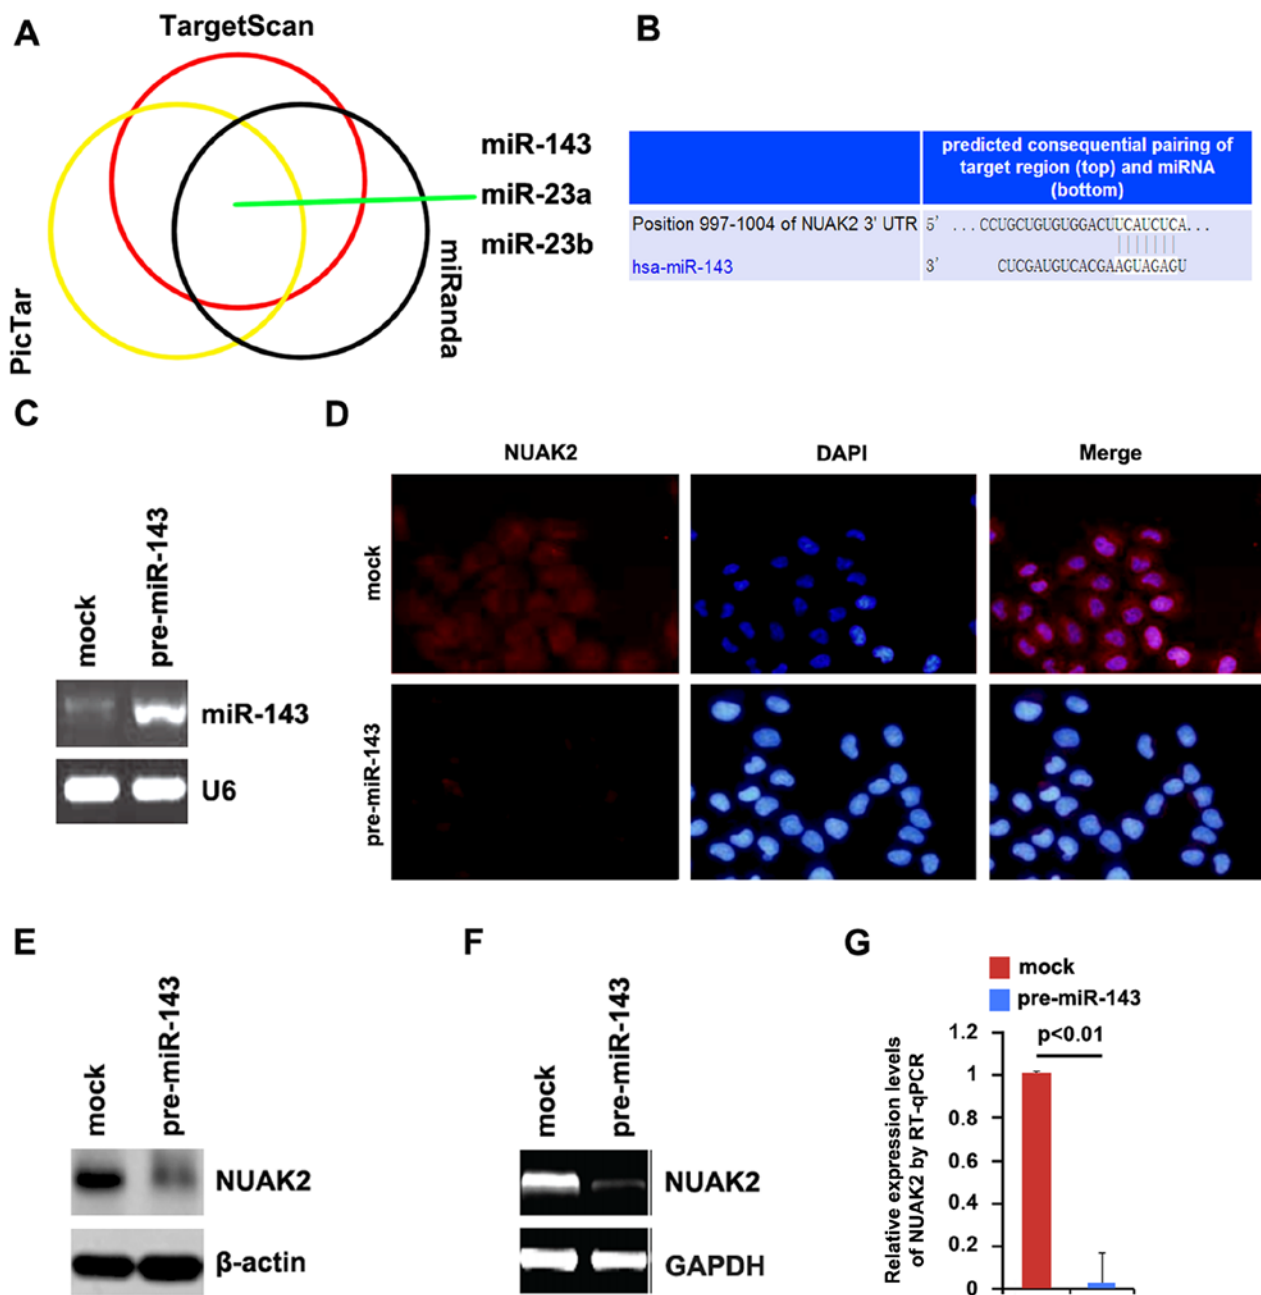 A
TargetScan
PicTar
miRanda
miR-143
miR-23a
miR-23b
B
predicted consequential pairing of
target region (top) and miRNA
(bottom)
Position 997-1004 of NUAK2 3' UTR 5' ...CCUGCUGUGUGGACUUCAUCUCA...
hsa-miR-143 3' CUCGAUGUCACGAAGUAGAGU
C
mock
pre-miR-143
miR-143
U6
D
NUAK2 DAPI Merge
mock
pre-miR-143
E
mock
pre-miR-143
NUAK2
β-actin
F
mock
pre-miR-143
NUAK2
GAPDH
G
mock
pre-miR-143
Relative expression levels
of NUAK2 by RT-qPCR
1.2
1
0.8
0.6
0.4
0.2
0
p<0.01